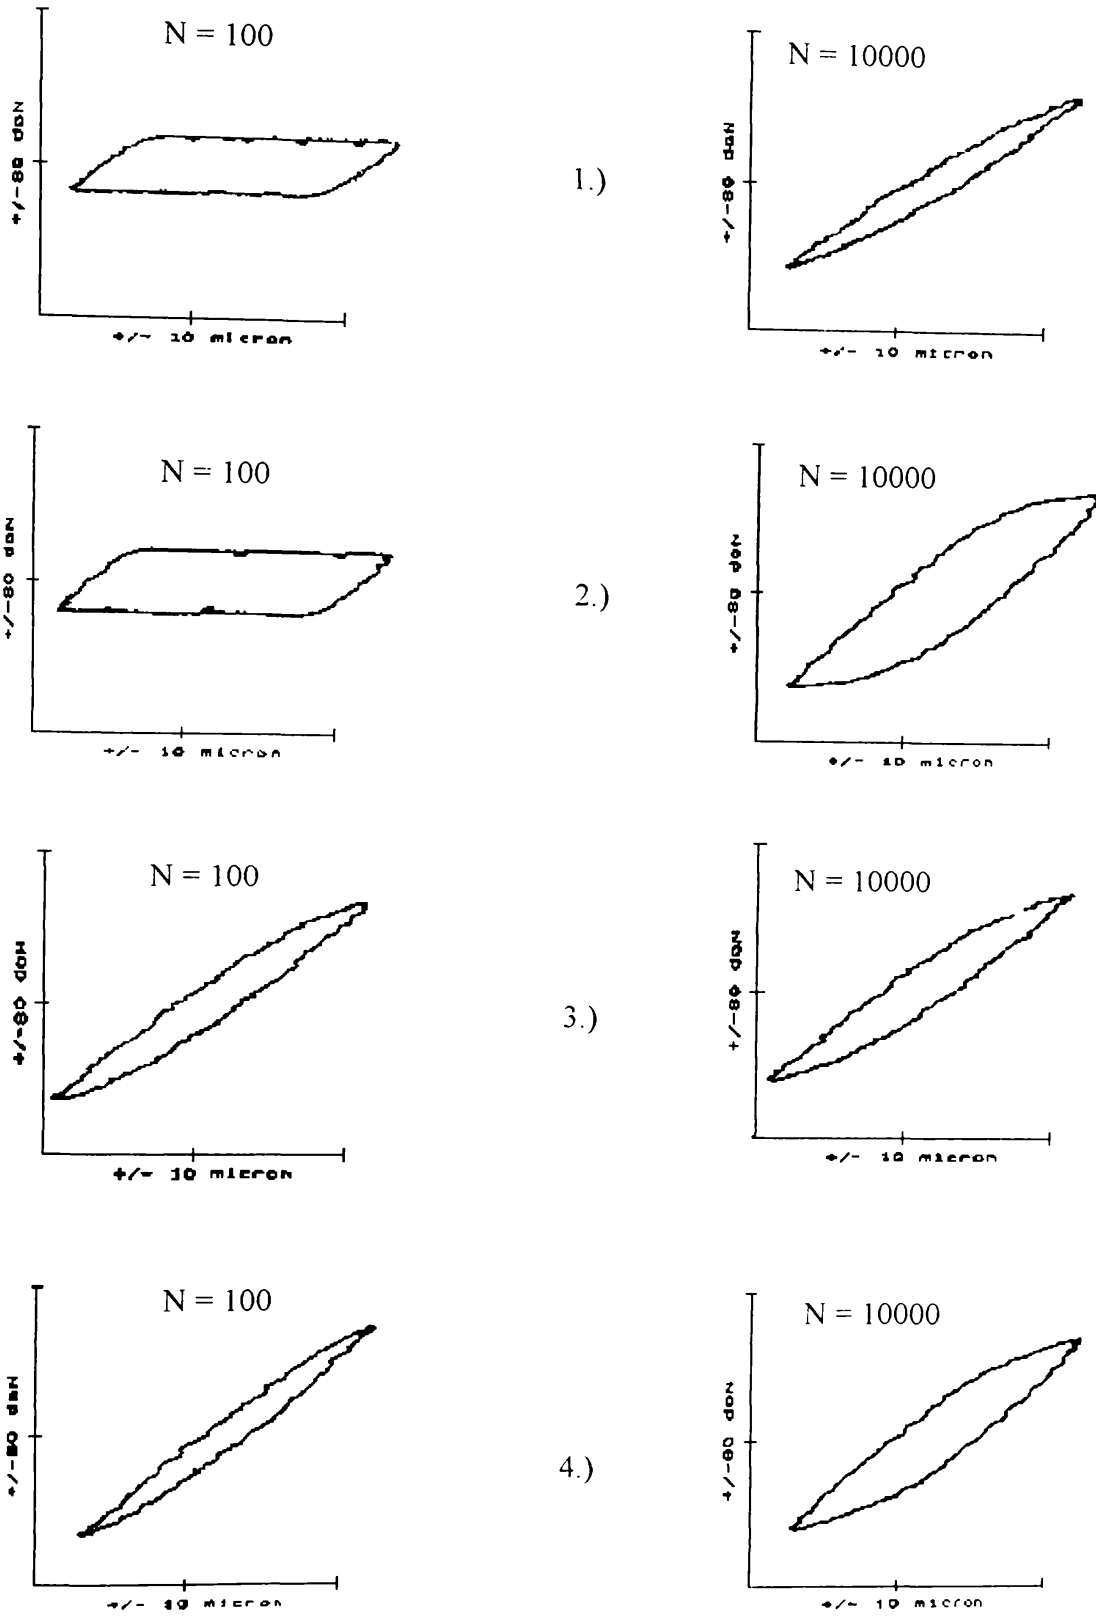 N = 100
+/-80 daN
+/- 10 micron
1.)
N = 10000
+/-80 daN
+/- 10 micron
N = 100
+/-80 daN
+/- 10 micron
2.)
N = 10000
+/-80 daN
+/- 10 micron
N = 100
+/-80 daN
+/- 10 micron
3.)
N = 10000
+/-80 daN
+/- 10 micron
N = 100
+/-80 daN
+/- 10 micron
4.)
N = 10000
+/-80 daN
+/- 10 micron